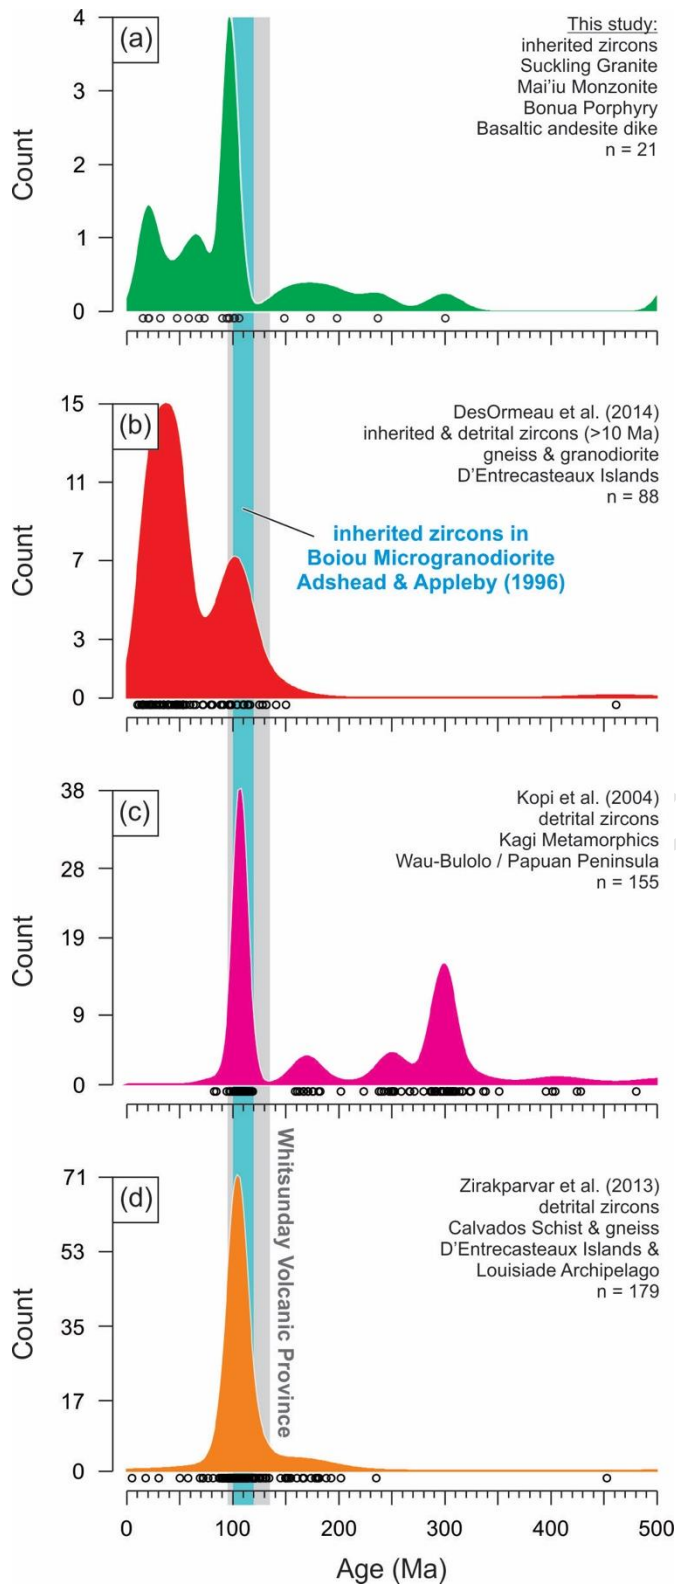 (a)
This study:
inherited zircons
Suckling Granite
Mai'iu Monzonite
Bonua Porphyry
Basaltic andesite dike
n = 21
Count
4
4
2
1
0
(b)
DesOrmeau et al. (2014)
inherited & detrital zircons (>10 Ma)
gneiss & granodiorite
D'Entrecasteaux Islands
n = 88
inherited zircons in
Boiou Microgranodiorite
Adshead & Appleby (1996)
Count
15
11
7
3
0
(c)
Kopi et al. (2004)
detrital zircons
Kagi Metamorphics
Wau-Bulolo / Papuan Peninsula
n = 155
Count
38
28
19
9
0
(d)
Whitsunday Volcanic Province
Zirakparvar et al. (2013)
detrital zircons
Calvados Schist & gneiss
D'Entrecasteaux Islands &
Louisiade Archipelago
n = 179
Count
71
53
35
17
0
0 100 200 300 400 500
Age (Ma)